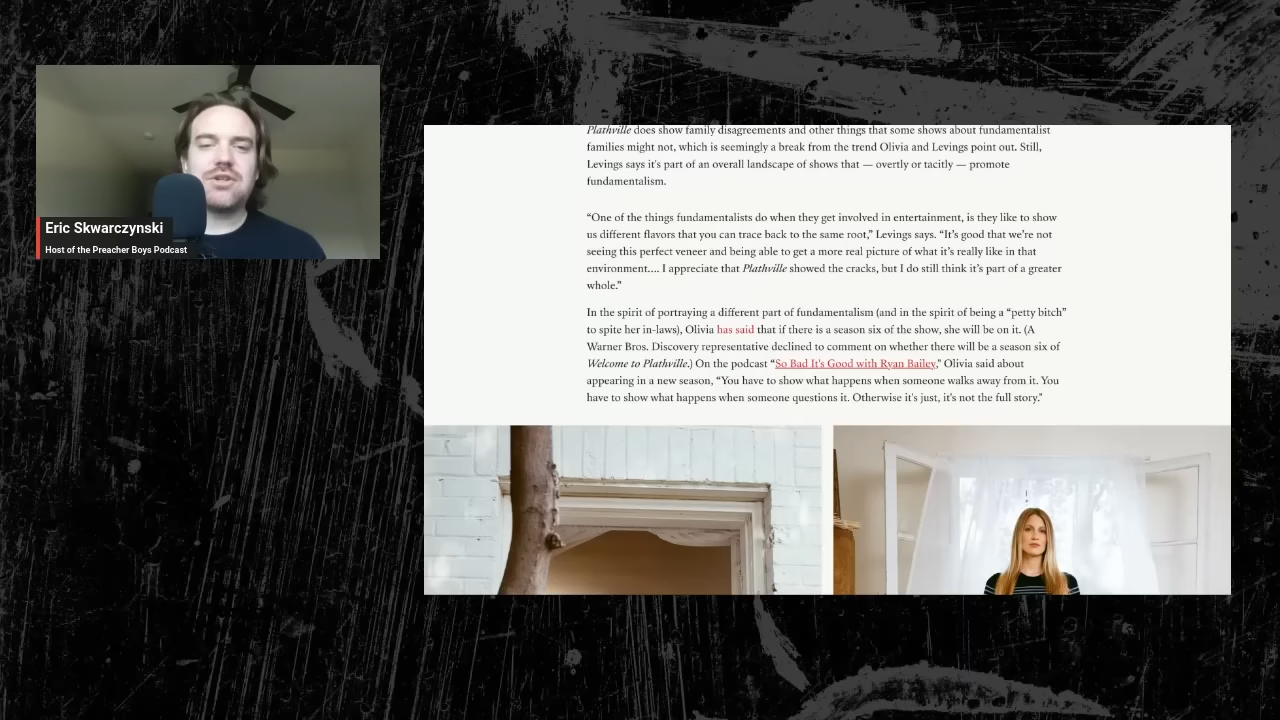 Eric Skwarczynski
Host of the Preacher Boys Podcast
Plathville does show family disagreements and other things that some shows about fundamentalist
families might not, which is seemingly a break from the trend Olivia and Levings point out. Still,
Levings says it's part of an overall landscape of shows that — overtly or tacitly — promote
fundamentalism.
“One of the things fundamentalists do when they get involved in entertainment, is they like to show
us different flavors that you can trace back to the same root,” Levings says. “It’s good that we’re not
seeing this perfect veneer and being able to get a more real picture of what it’s really like in that
environment.… I appreciate that Plathville showed the cracks, but I do still think it’s part of a greater
whole.”
In the spirit of portraying a different part of fundamentalism (and in the spirit of being a “petty bitch”
to spite her in-laws), Olivia has said that if there is a season six of the show, she will be on it. (A
Warner Bros. Discovery representative declined to comment on whether there will be a season six of
Welcome to Plathville.) On the podcast “So Bad It's Good with Ryan Bailey," Olivia said about
appearing in a new season, “You have to show what happens when someone walks away from it. You
have to show what happens when someone questions it. Otherwise it's just, it's not the full story."